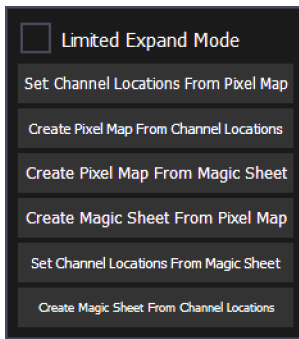 Limited Expand Mode
Set Channel Locations From Pixel Map
Create Pixel Map From Channel Locations
Create Pixel Map From Magic Sheet
Create Magic Sheet From Pixel Map
Set Channel Locations From Magic Sheet
Create Magic Sheet From Channel Locations